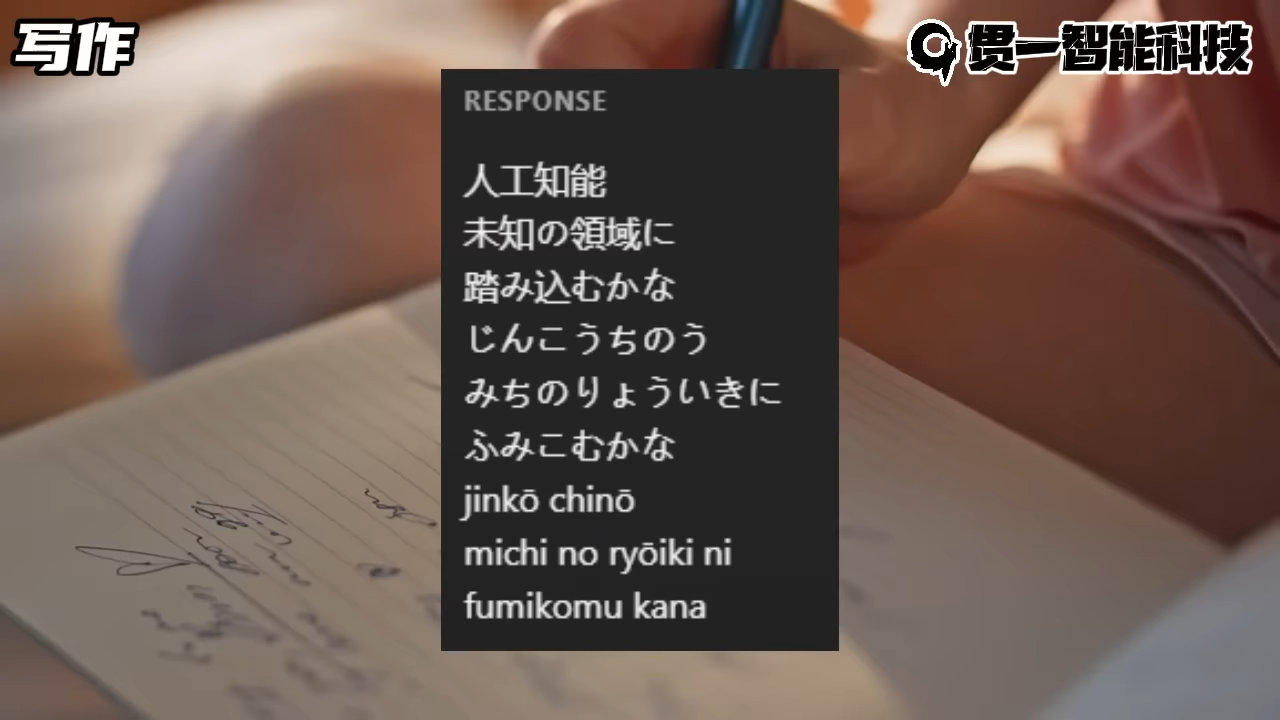 写作
贯一智能科技
RESPONSE
人工知能
未知の領域に
踏み込むかな
じんこうちのう
みちのりょういきに
ふみこむかな
jinkō chinō
michi no ryōiki ni
fumikomu kana